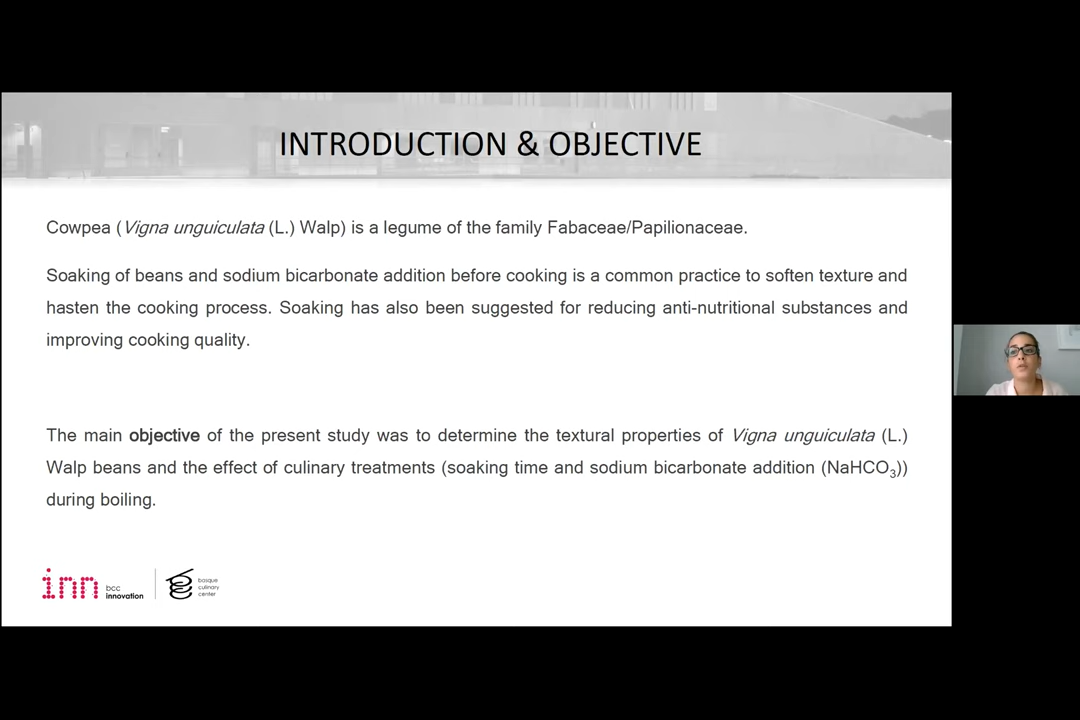 INTRODUCTION & OBJECTIVE
Cowpea (Vigna unguiculata (L.) Walp) is a legume of the family Fabaceae/Papilionaceae.
Soaking of beans and sodium bicarbonate addition before cooking is a common practice to soften texture and
hasten the cooking process. Soaking has also been suggested for reducing anti-nutritional substances and
improving cooking quality.
The main objective of the present study was to determine the textural properties of Vigna unguiculata (L.)
Walp beans and the effect of culinary treatments (soaking time and sodium bicarbonate addition (NaHCO₃))
during boiling.
inn
bcc
innovation
basque
culinary
center